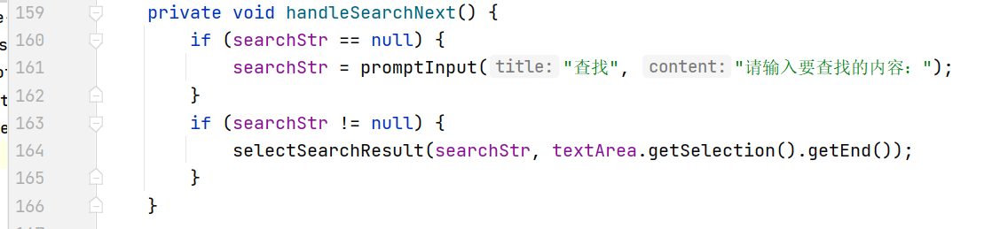 159 private void handleSearchNext() {
160 if (searchStr == null) {
161 searchStr = promptInput( title: "查找", content: "请输入要查找的内容：");
162 }
163 if (searchStr != null) {
164 selectSearchResult(searchStr, textArea.getSelection().getEnd());
165 }
166 }